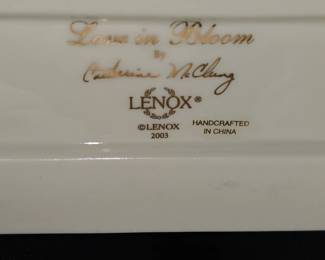 Love in Bloom
By
Catherine McClung
LENOX®
©LENOX
2003
HANDCRAFTED
IN CHINA